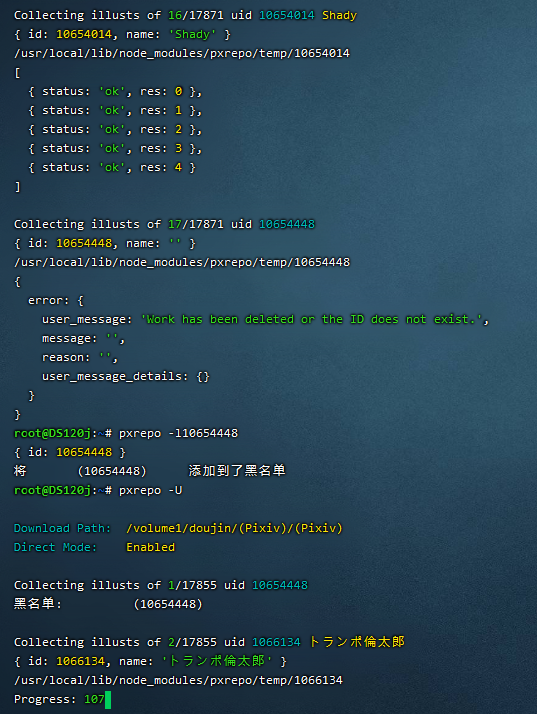 Collecting illusts of 16/17871 uid 10654014 Shady
{ id: 10654014, name: 'Shady' }
/usr/local/lib/node_modules/pxrepo/temp/10654014
[
  { status: 'ok', res: 0 },
  { status: 'ok', res: 1 },
  { status: 'ok', res: 2 },
  { status: 'ok', res: 3 },
  { status: 'ok', res: 4 }
]

Collecting illusts of 17/17871 uid 10654448
{ id: 10654448, name: '' }
/usr/local/lib/node_modules/pxrepo/temp/10654448
{
  error: {
    user_message: 'Work has been deleted or the ID does not exist.',
    message: '',
    reason: '',
    user_message_details: {}
  }
}
root@DS120j:~# pxrepo -l10654448
{ id: 10654448 }
将       (10654448)      添加到了黑名单
root@DS120j:~# pxrepo -U

Download Path:  /volume1/doujin/(Pixiv)/(Pixiv)
Direct Mode:    Enabled

Collecting illusts of 1/17855 uid 10654448
黑名单:          (10654448)

Collecting illusts of 2/17855 uid 1066134 トランポ倫太郎
{ id: 1066134, name: 'トランポ倫太郎' }
/usr/local/lib/node_modules/pxrepo/temp/1066134
Progress: 107